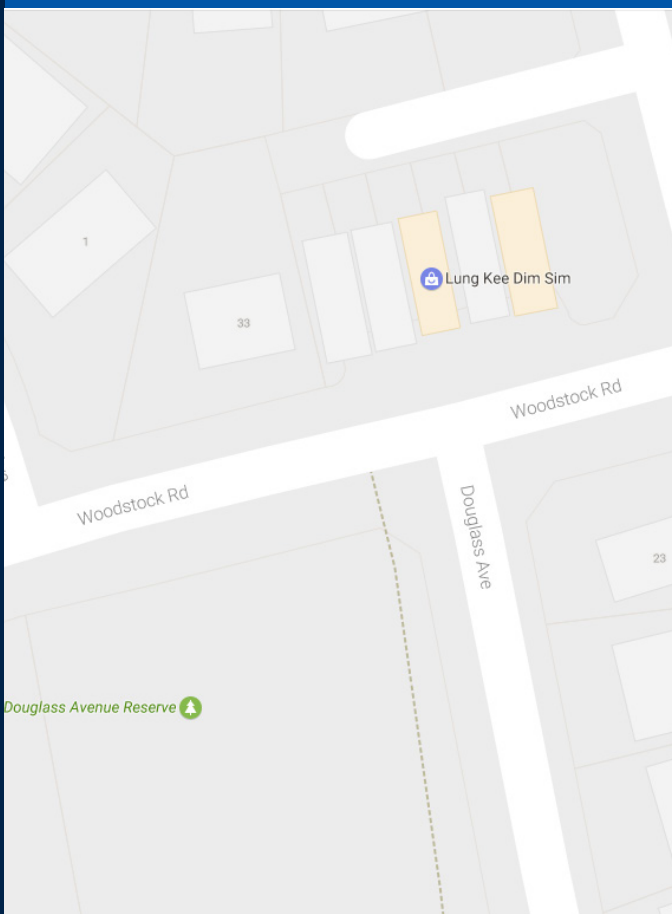 1
Lung Kee Dim Sim
33
Woodstock Rd
Woodstock Rd
Douglass Ave
23
Douglass Avenue Reserve